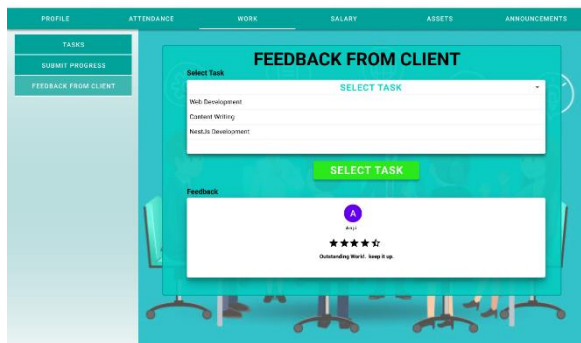 PROFILE ATTENDANCE WORK SALARY ASSETS ANNOUNCEMENTS
TASKS
SUBMIT PROGRESS
FEEDBACK FROM CLIENT
FEEDBACK FROM CLIENT
Select Task
SELECT TASK
Web Development
Content Writing
NestJs Development
SELECT TASK
Feedback
A
Outstanding Work!. keep it up.